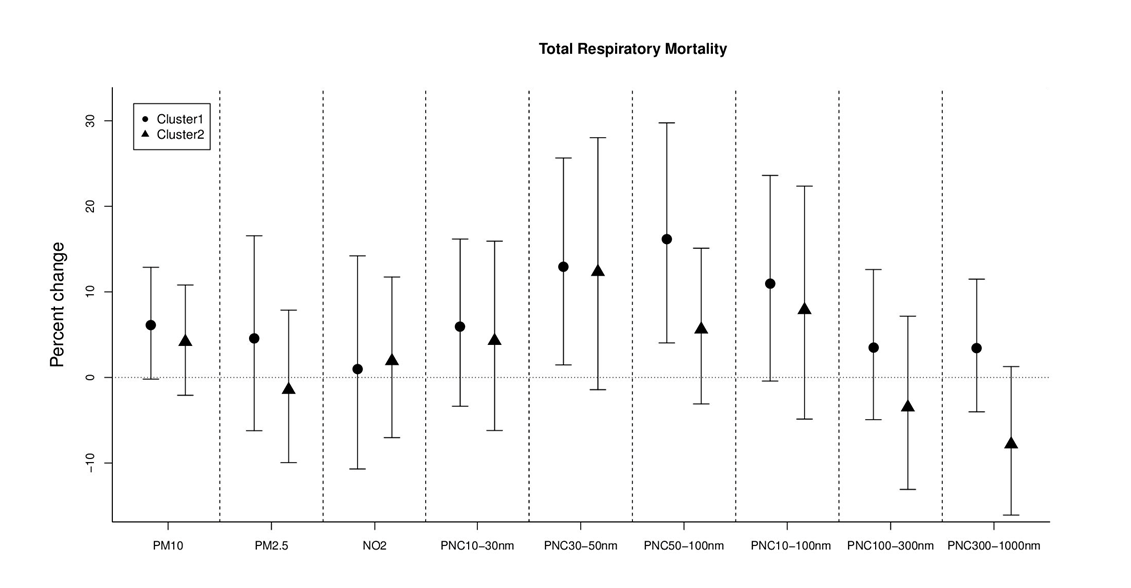 Total Respiratory Mortality
Cluster1
Cluster2
Percent change
30
20
10
0
−10
PM10 PM2.5 NO2 PNC10−30nm PNC30−50nm PNC50−100nm PNC10−100nm PNC100−300nm PNC300−1000nm